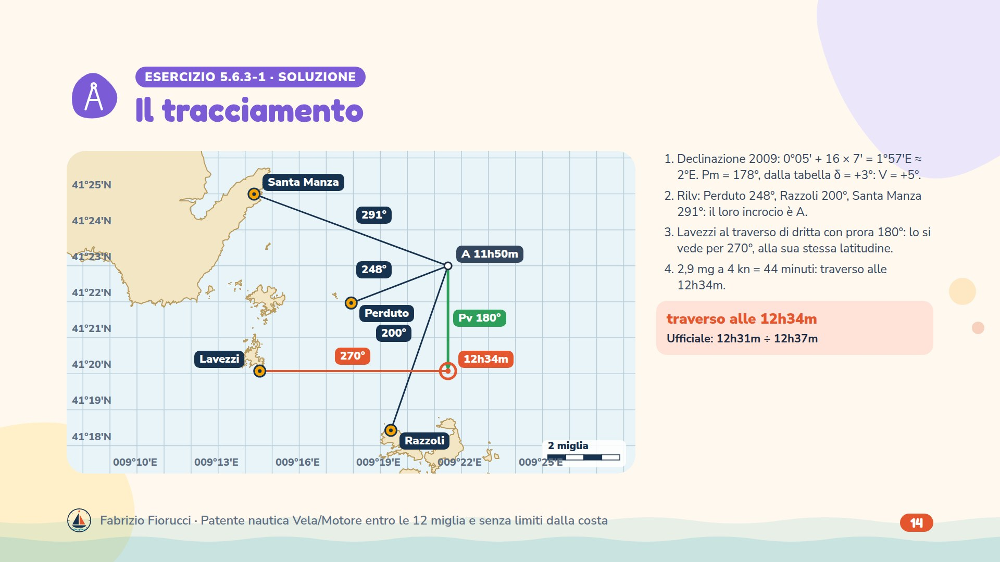 ESERCIZIO 5.6.3-1 · SOLUZIONE
Il tracciamento
41°25'N
41°24'N
41°23'N
41°22'N
41°21'N
41°20'N
41°19'N
41°18'N
009°10'E
009°13'E
009°16'E
009°19'E
009°22'E
009°25'E
Santa Manza
291°
A 11h50m
248°
Perduto
200°
Pv 180°
Lavezzi
270°
12h34m
Razzoli
2 miglia
1. Declinazione 2009: 0°05' + 16 × 7' = 1°57'E ≈
2°E. Pm = 178°, dalla tabella δ = +3°: V = +5°.
2. Rilv: Perduto 248°, Razzoli 200°, Santa Manza
291°: il loro incrocio è A.
3. Lavezzi al traverso di dritta con prora 180°: lo si
vede per 270°, alla sua stessa latitudine.
4. 2,9 mg a 4 kn = 44 minuti: traverso alle
12h34m.
traverso alle 12h34m
Ufficiale: 12h31m ÷ 12h37m
Fabrizio Fiorucci · Patente nautica Vela/Motore entro le 12 miglia e senza limiti dalla costa
14